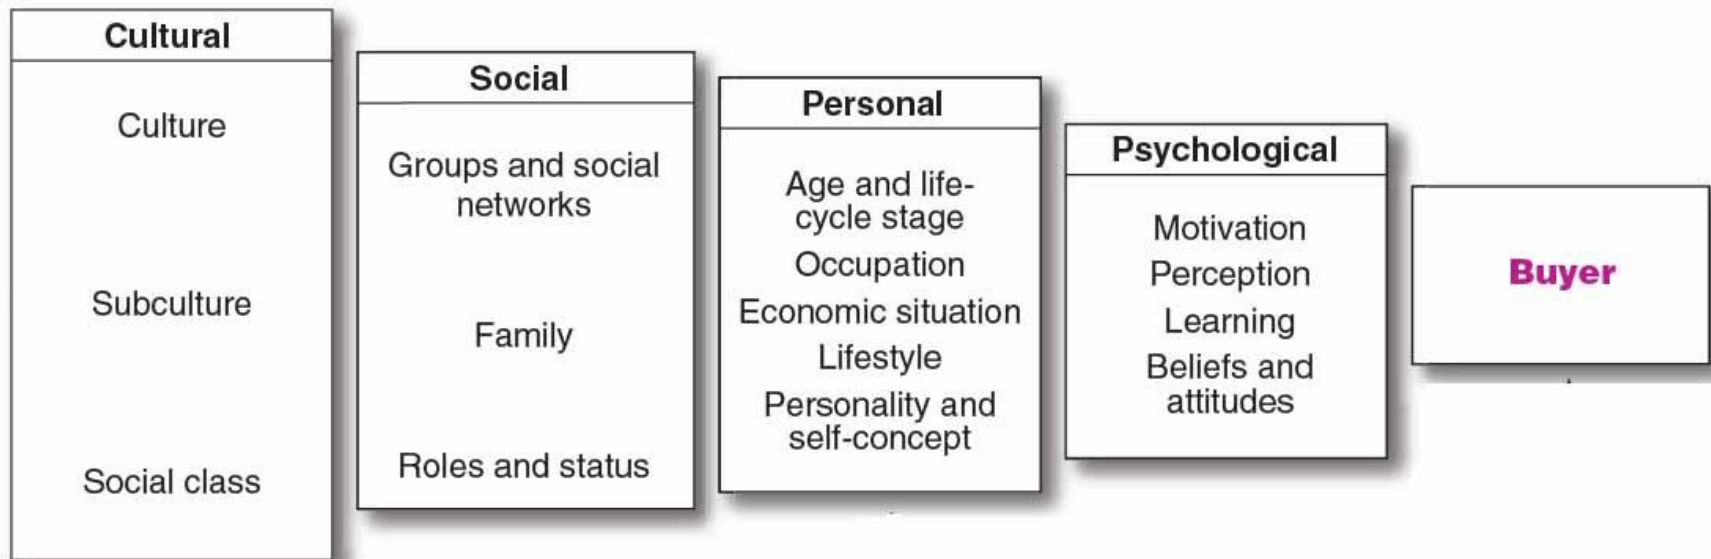 Cultural
Culture
Subculture
Social class
Social
Groups and social
networks
Family
Roles and status
Personal
Age and life-
cycle stage
Occupation
Economic situation
Lifestyle
Personality and
self-concept
Psychological
Motivation
Perception
Learning
Beliefs and
attitudes
Buyer